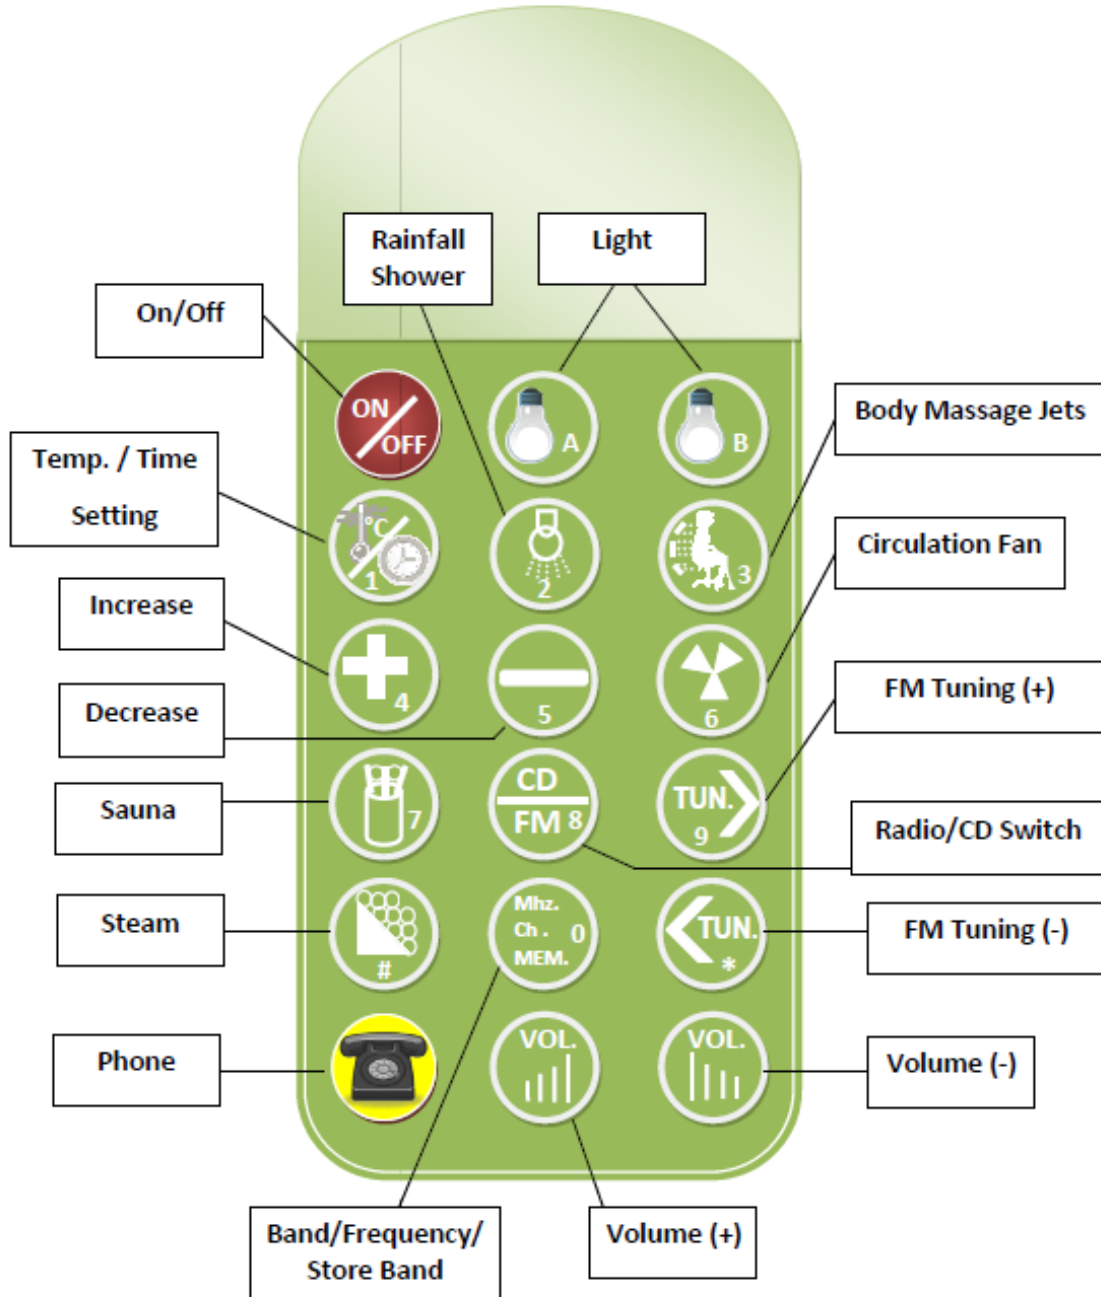 Rainfall
Shower
Light
On/Off
ON
OFF
A
B
Body Massage Jets
Temp. / Time
Setting
°C
1
2
3
Circulation Fan
Increase
4
5
6
FM Tuning (+)
Decrease
Sauna
7
CD
FM 8
TUN.
9
Radio/CD Switch
Steam
#
Mhz.
Ch . 0
MEM.
TUN.
*
FM Tuning (-)
Phone
VOL.
VOL.
Volume (-)
Band/Frequency/
Store Band
Volume (+)